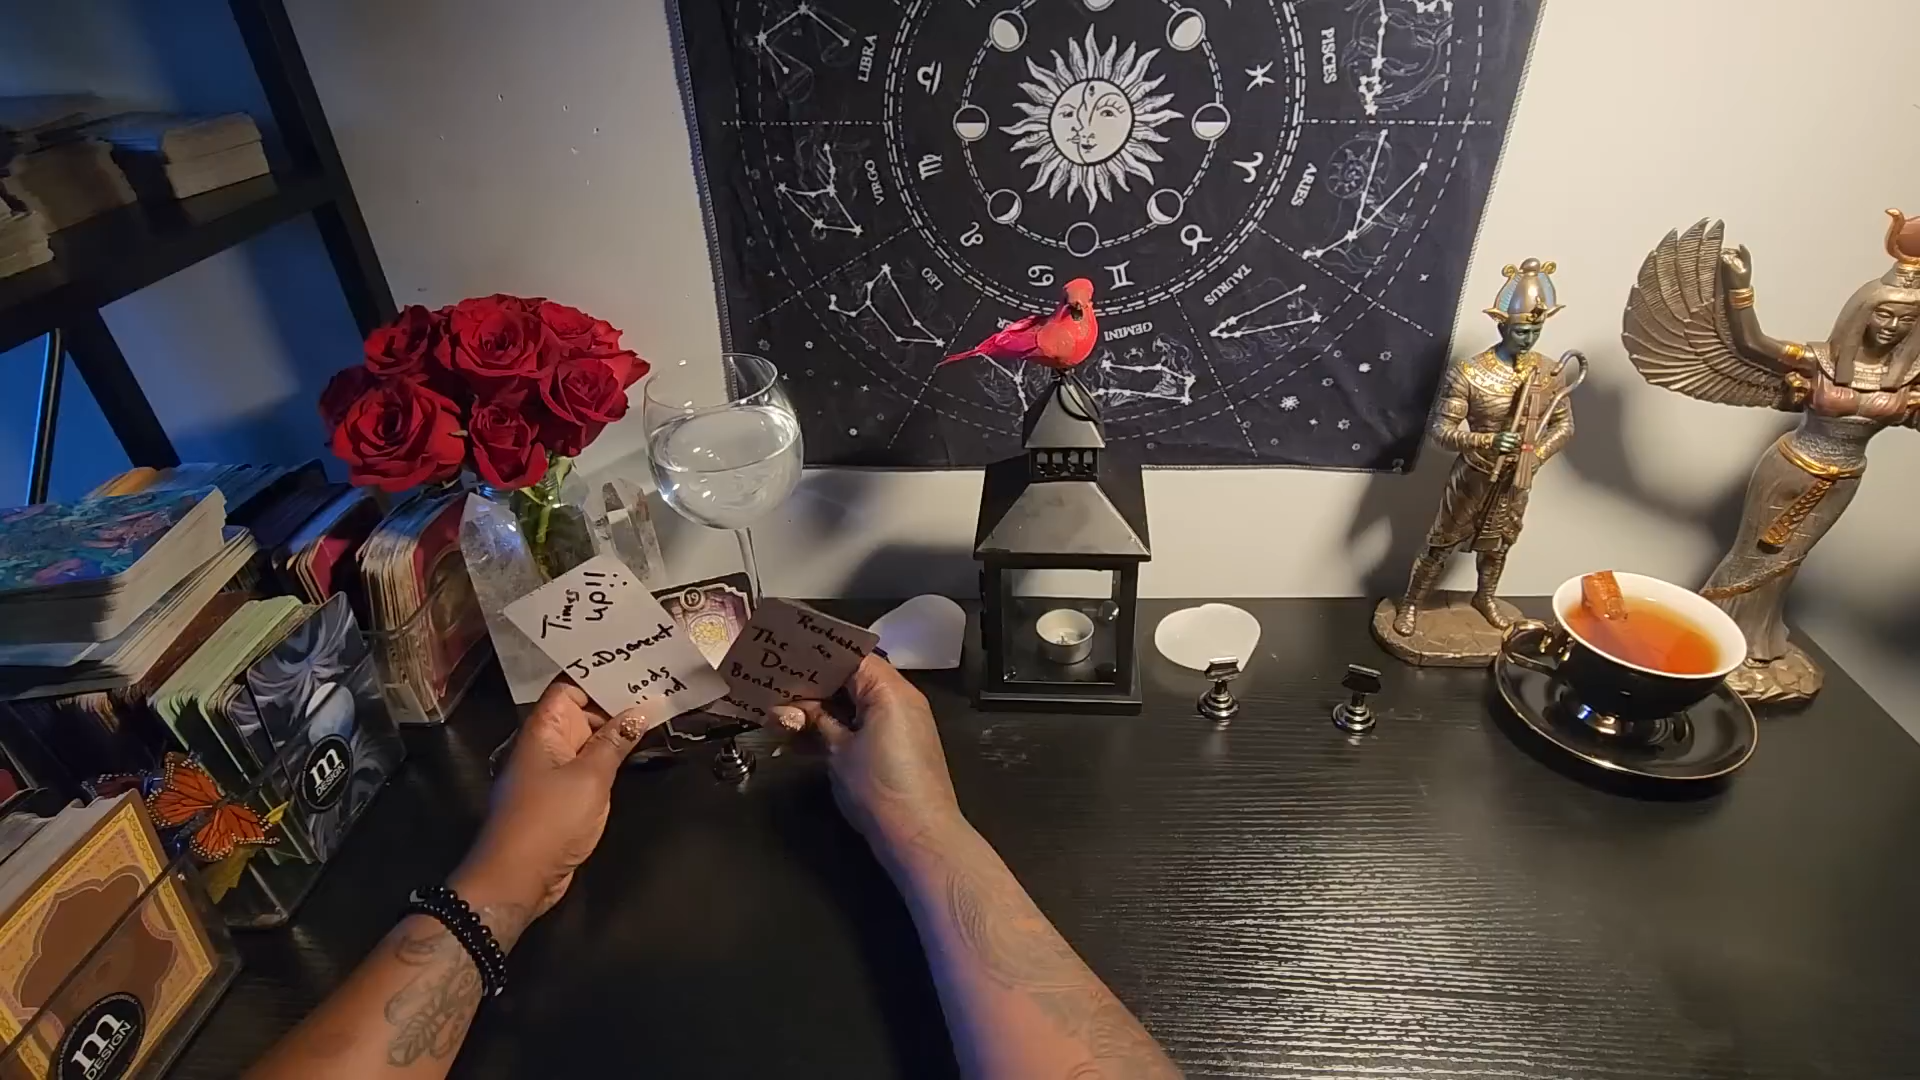 LIBRA
PISCES
VIRGO
ARIES
LEO
TAURUS
GEMINI
Times
up!!
Judgement
Gods
The
Devil
Bondage
19
m
DESIGN
m
DESIGN